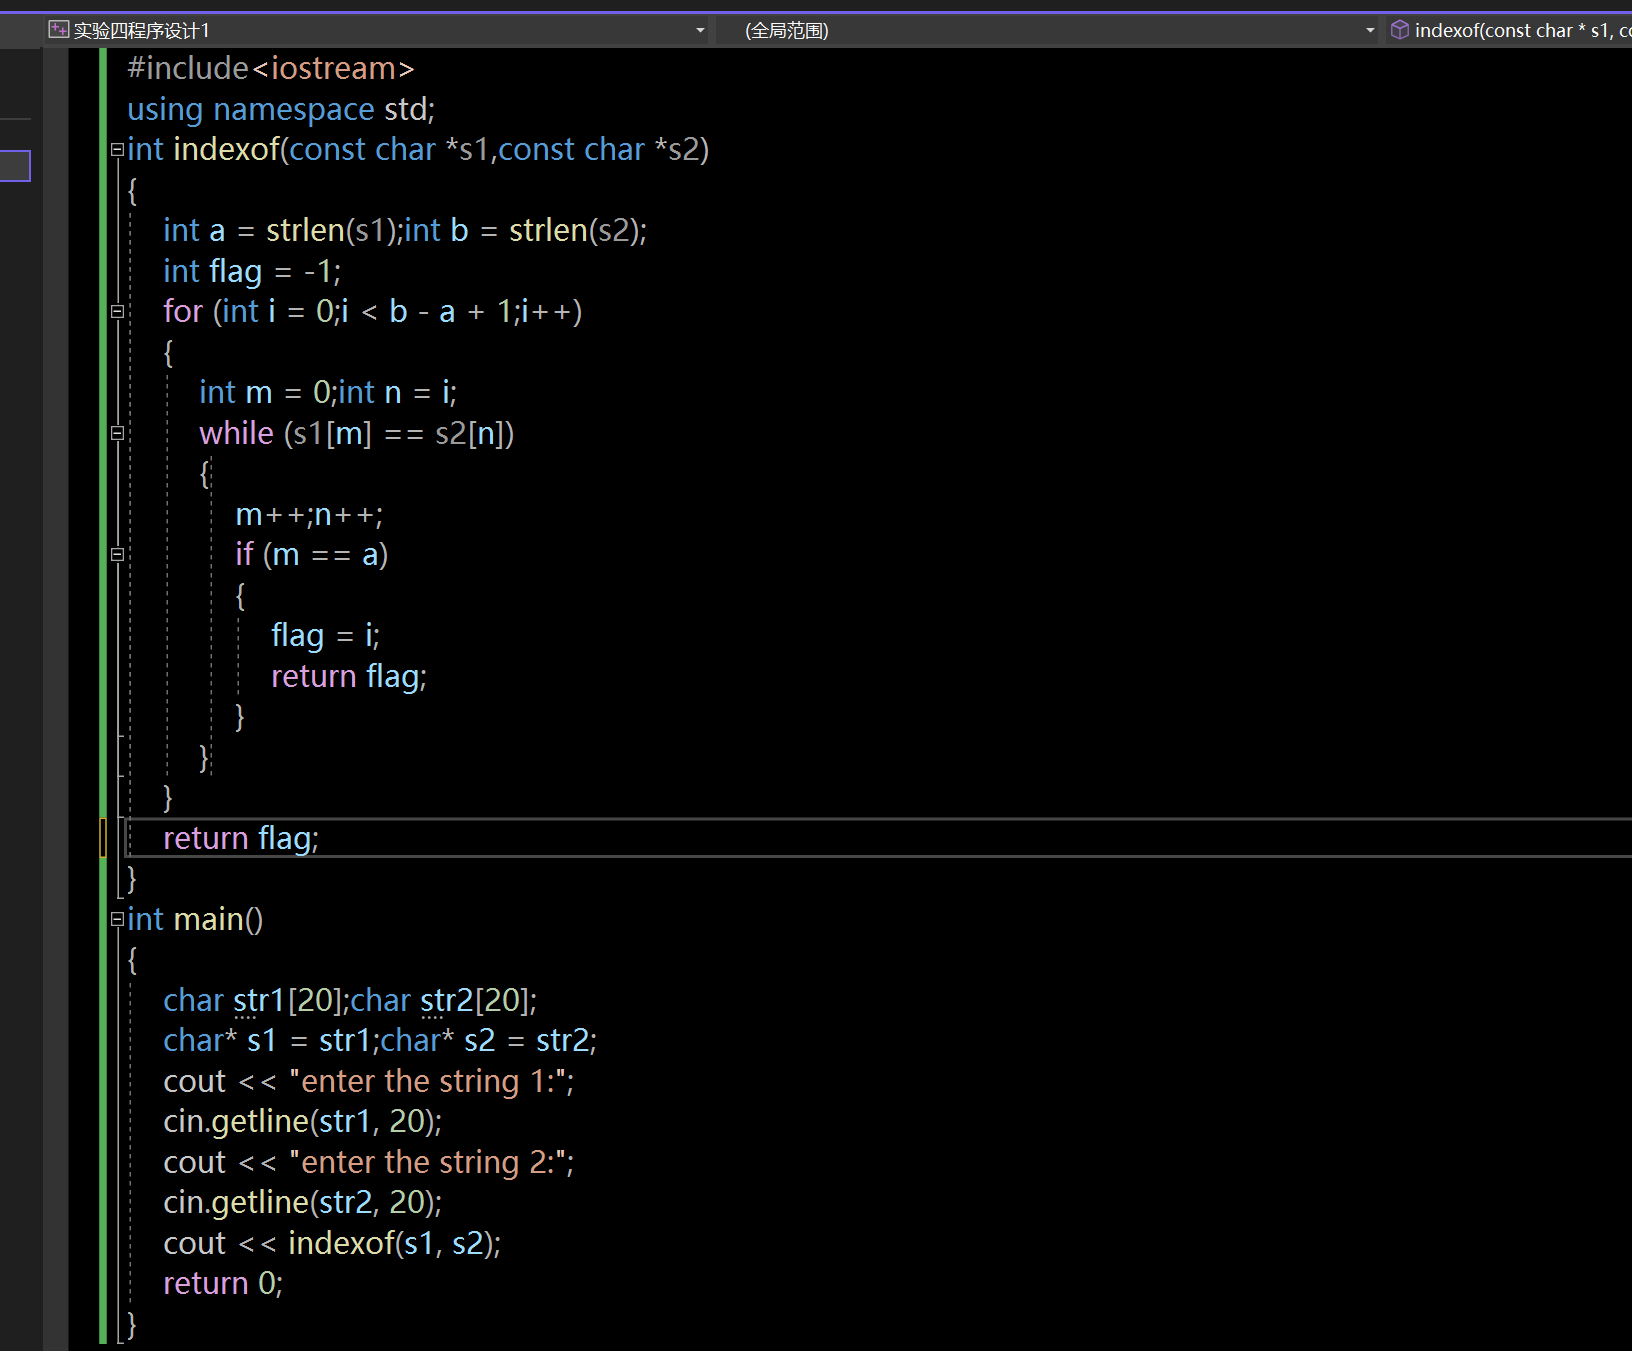 实验四程序设计1 (全局范围) indexof(const char * s1, co
#include<iostream>
using namespace std;
int indexof(const char *s1,const char *s2)
{
int a = strlen(s1);int b = strlen(s2);
int flag = -1;
for (int i = 0;i < b - a + 1;i++)
{
int m = 0;int n = i;
while (s1[m] == s2[n])
{
m++;n++;
if (m == a)
{
flag = i;
return flag;
}
}
}
return flag;
}
int main()
{
char str1[20];char str2[20];
char* s1 = str1;char* s2 = str2;
cout << "enter the string 1:";
cin.getline(str1, 20);
cout << "enter the string 2:";
cin.getline(str2, 20);
cout << indexof(s1, s2);
return 0;
}